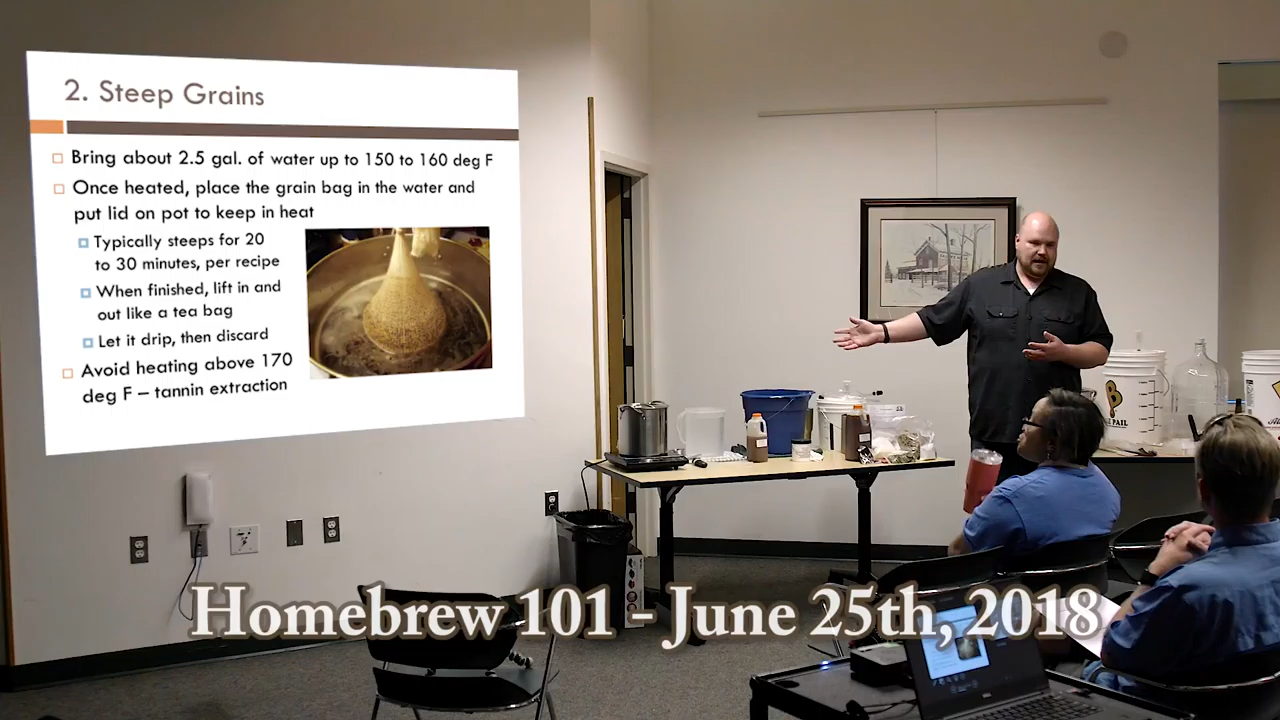 2. Steep Grains
Bring about 2.5 gal. of water up to 150 to 160 deg F
Once heated, place the grain bag in the water and
put lid on pot to keep in heat
Typically steeps for 20
to 30 minutes, per recipe
When finished, lift in and
out like a tea bag
Let it drip, then discard
Avoid heating above 170
deg F – tannin extraction
Homebrew 101 - June 25th, 2018